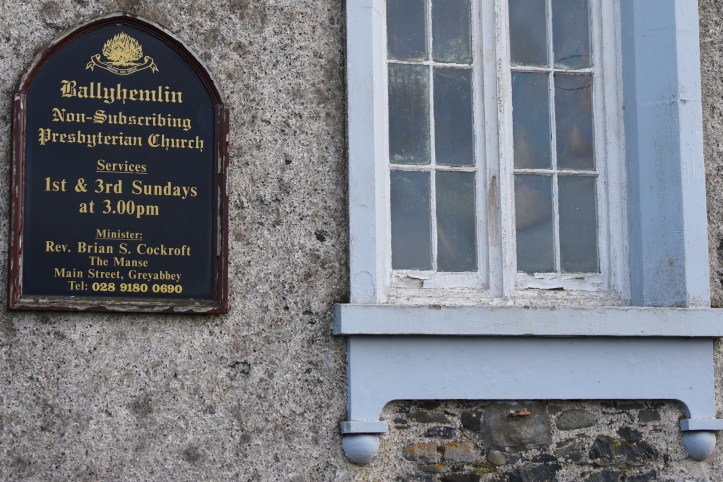 Ballyhemlin
Non-Subscribing
Presbyterian Church
Services
1st & 3rd Sundays
at 3.00pm
Minister:
Rev. Brian S. Cockroft
The Manse
Main Street, Greyabbey
Tel: 028 9180 0690